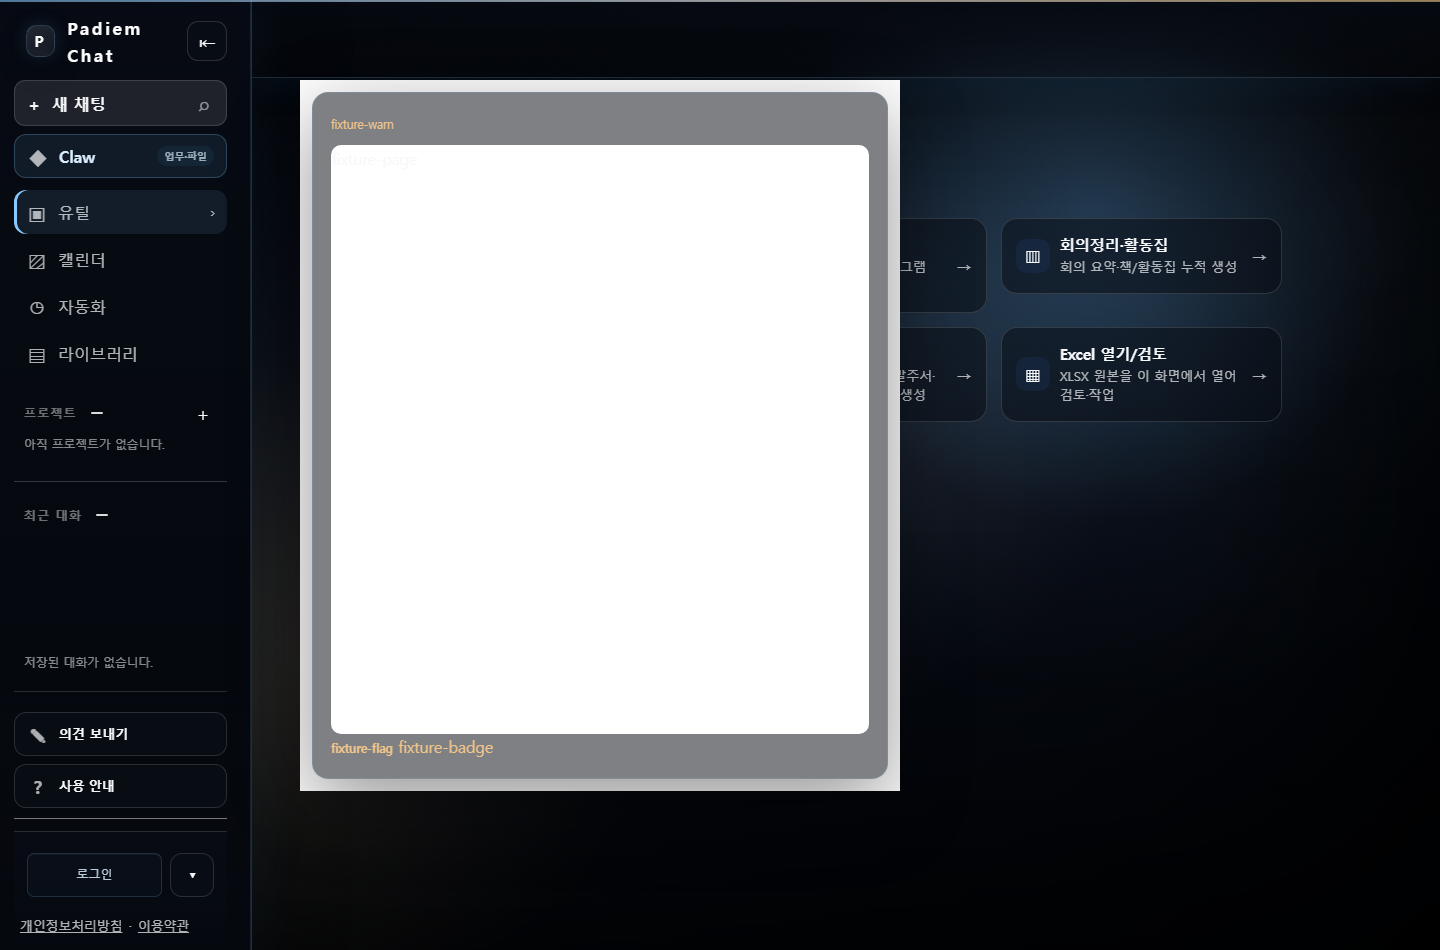 P
Padiem
Chat
+ 새 채팅
Claw
업무·파일
유틸
캘린더
자동화
라이브러리
프로젝트
아직 프로젝트가 없습니다.
최근 대화
저장된 대화가 없습니다.
의견 보내기
? 사용 안내
로그인
개인정보처리방침 · 이용약관
fixture-warn
fixture-page
fixture-flag fixture-badge
그램
회의정리·활동집
회의 요약·책/활동집 누적 생성
발주서·
생성
Excel 열기/검토
XLSX 원본을 이 화면에서 열어
검토·작업